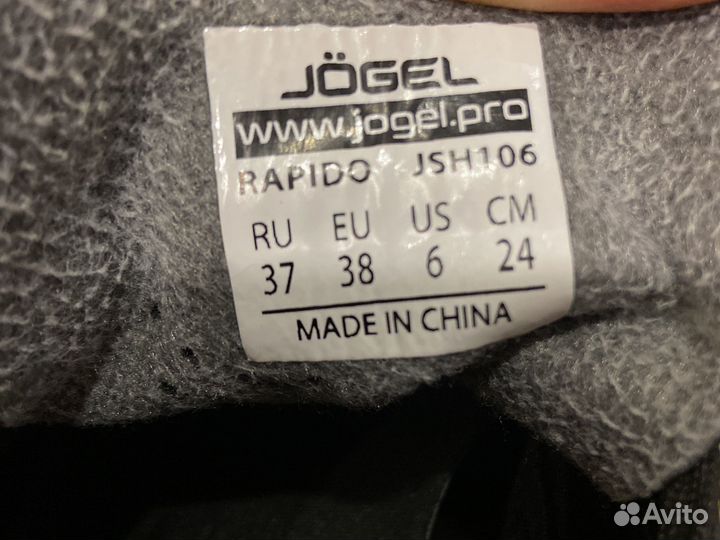 JÖGEL
www.jogel.pro
RAPIDO JSH106
RU EU US CM
37 38 6 24
MADE IN CHINA
Avito